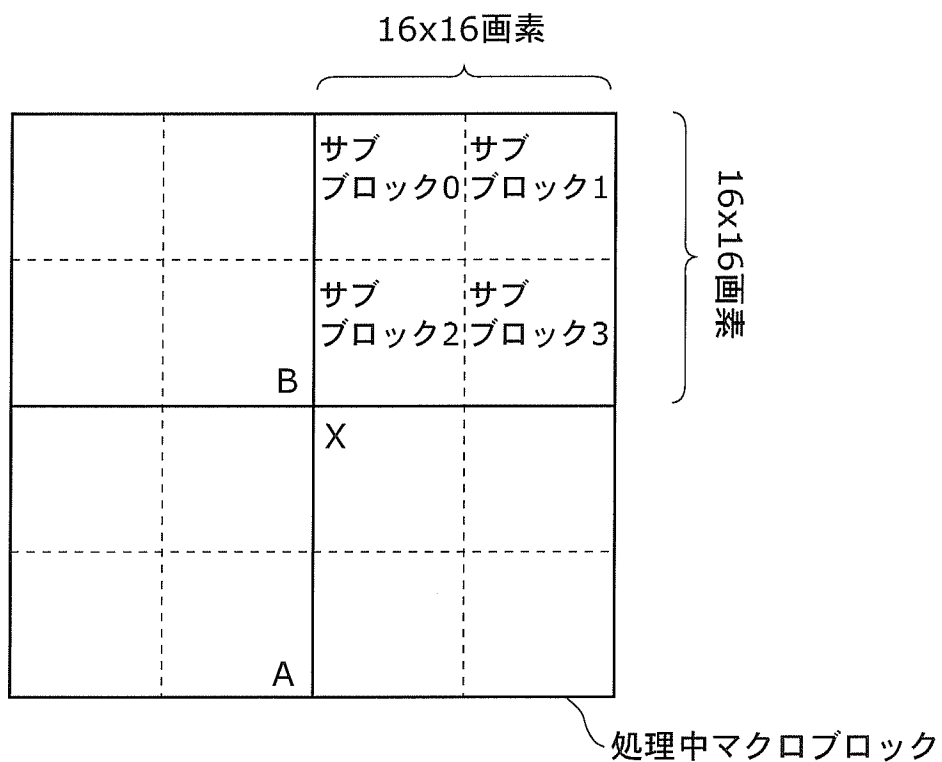 16x16画素
サブ
ブロック0
サブ
ブロック1
16x16画素
サブ
ブロック2
サブ
ブロック3
B
X
A
処理中マクロブロック